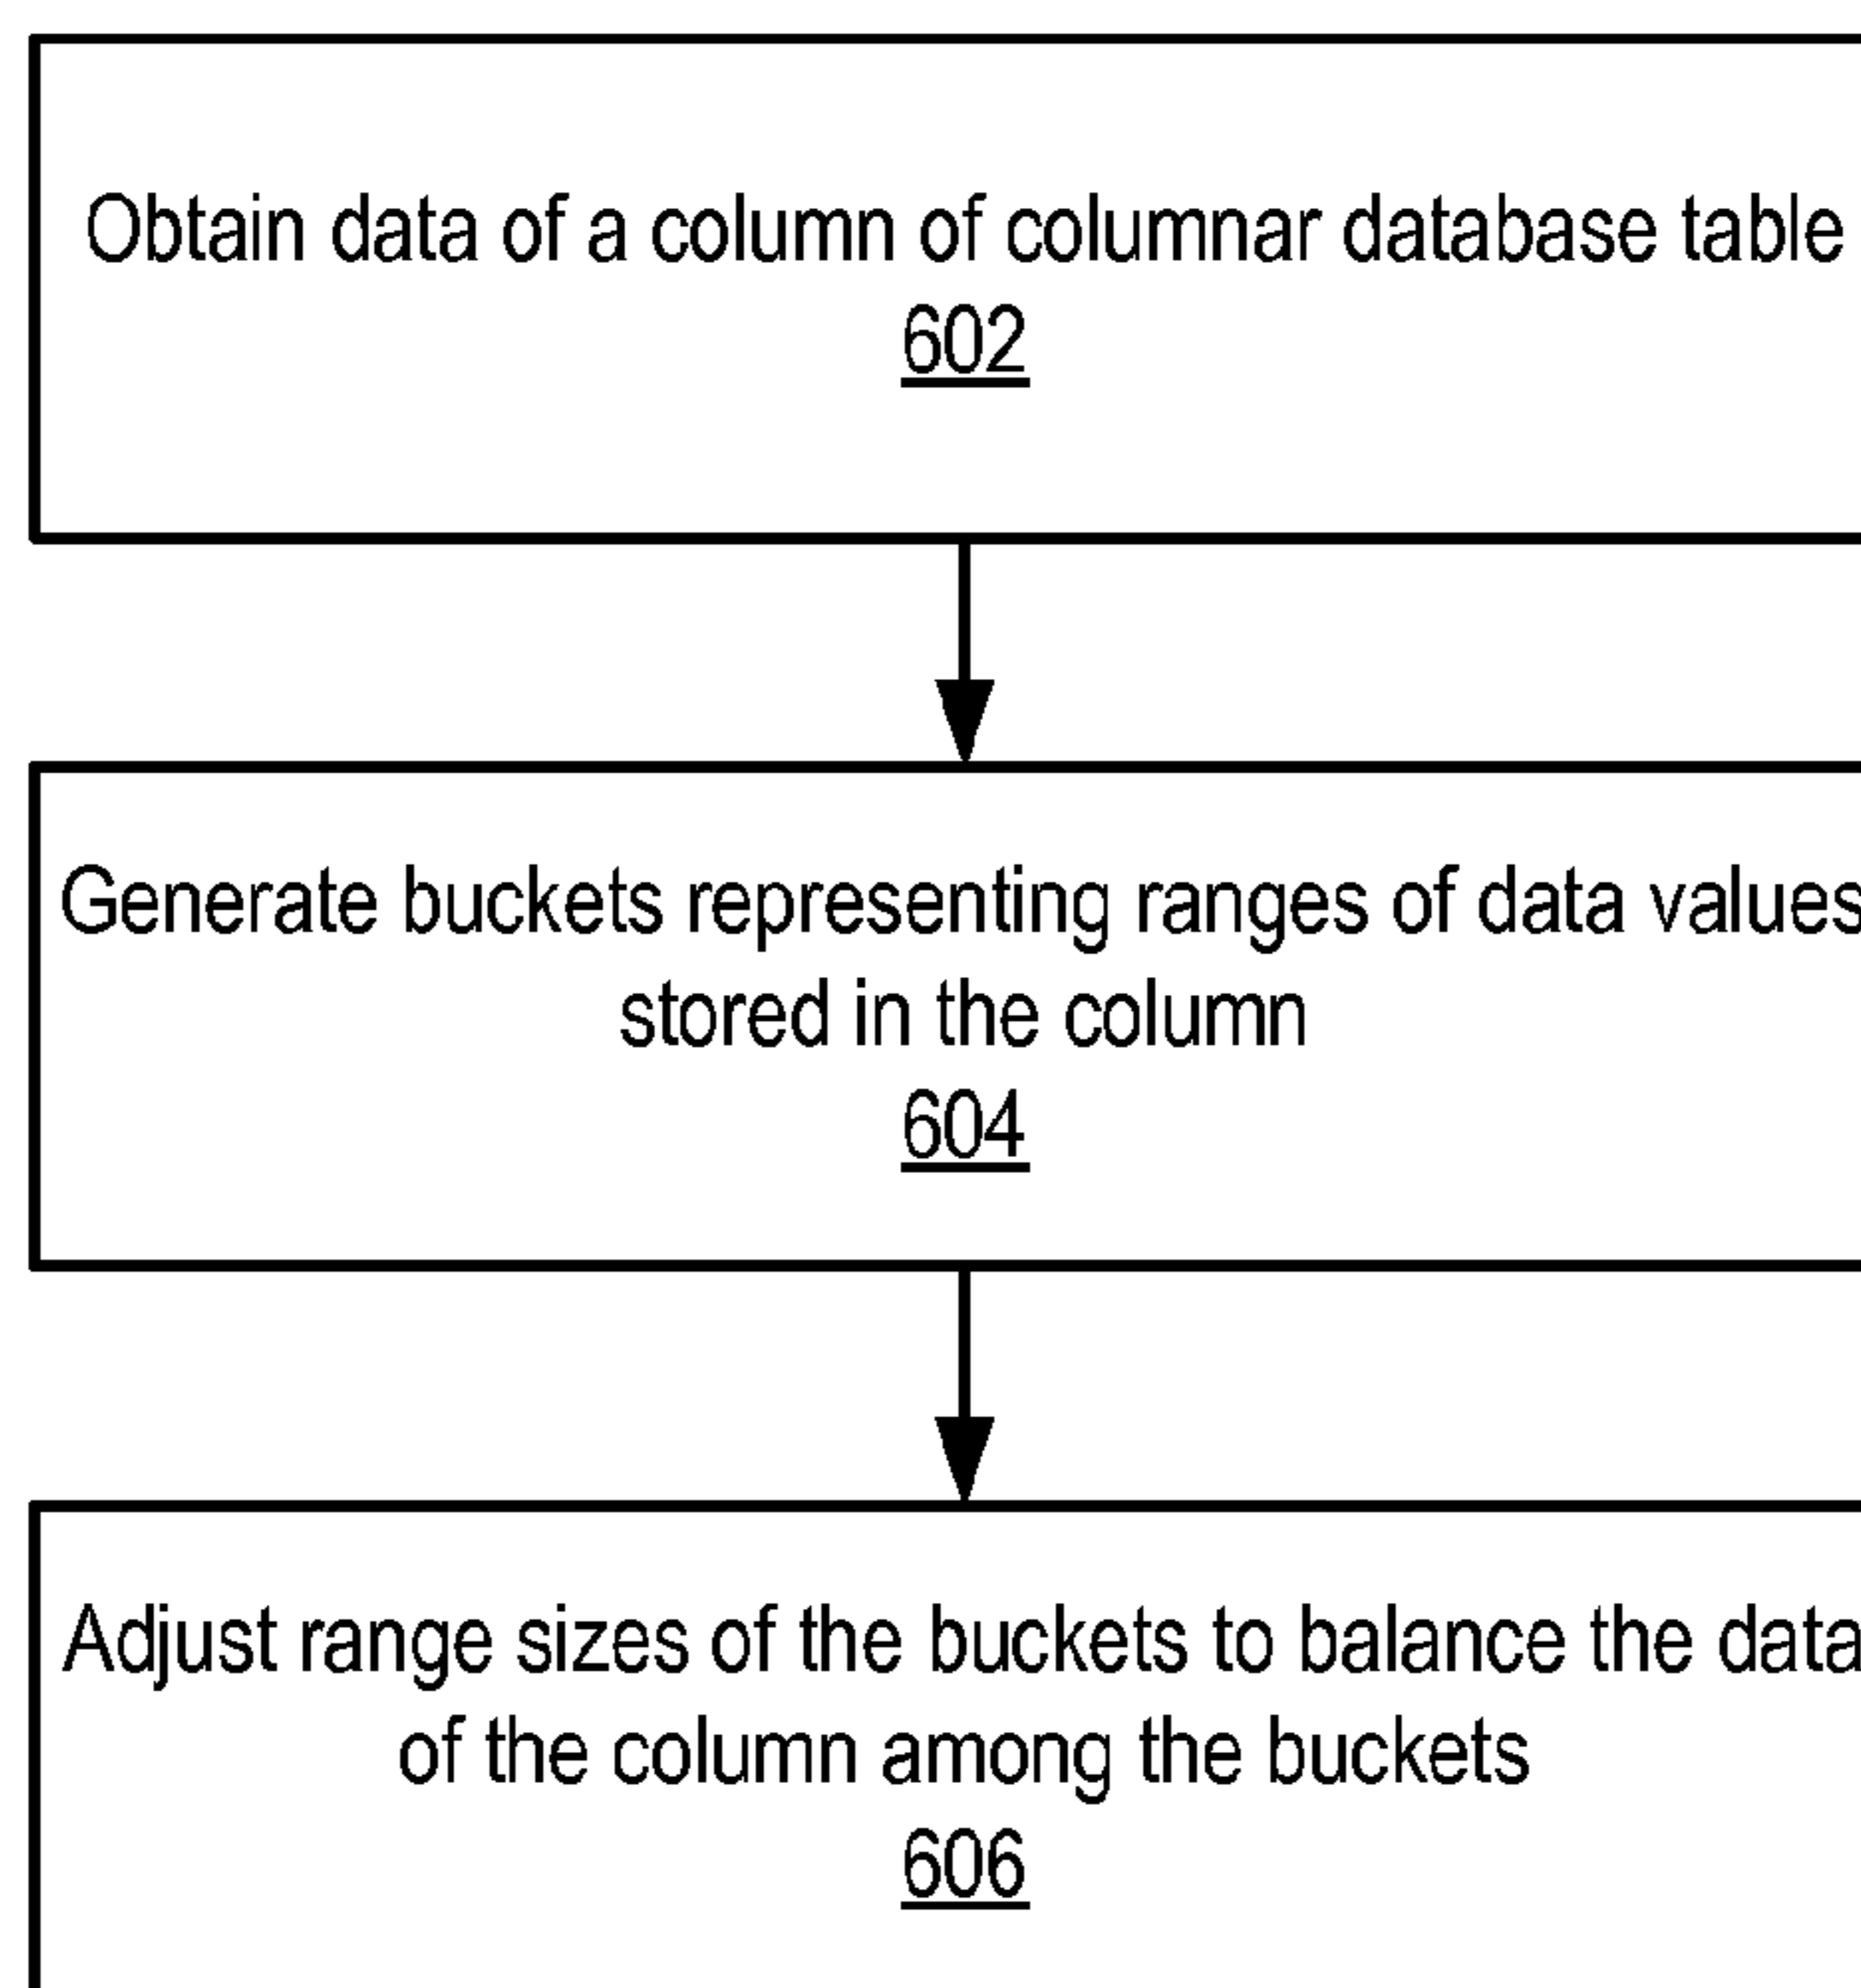 Obtain data of a column of columnar database table
602
Generate buckets representing ranges of data values
stored in the column
604
Adjust range sizes of the buckets to balance the data
of the column among the buckets
606